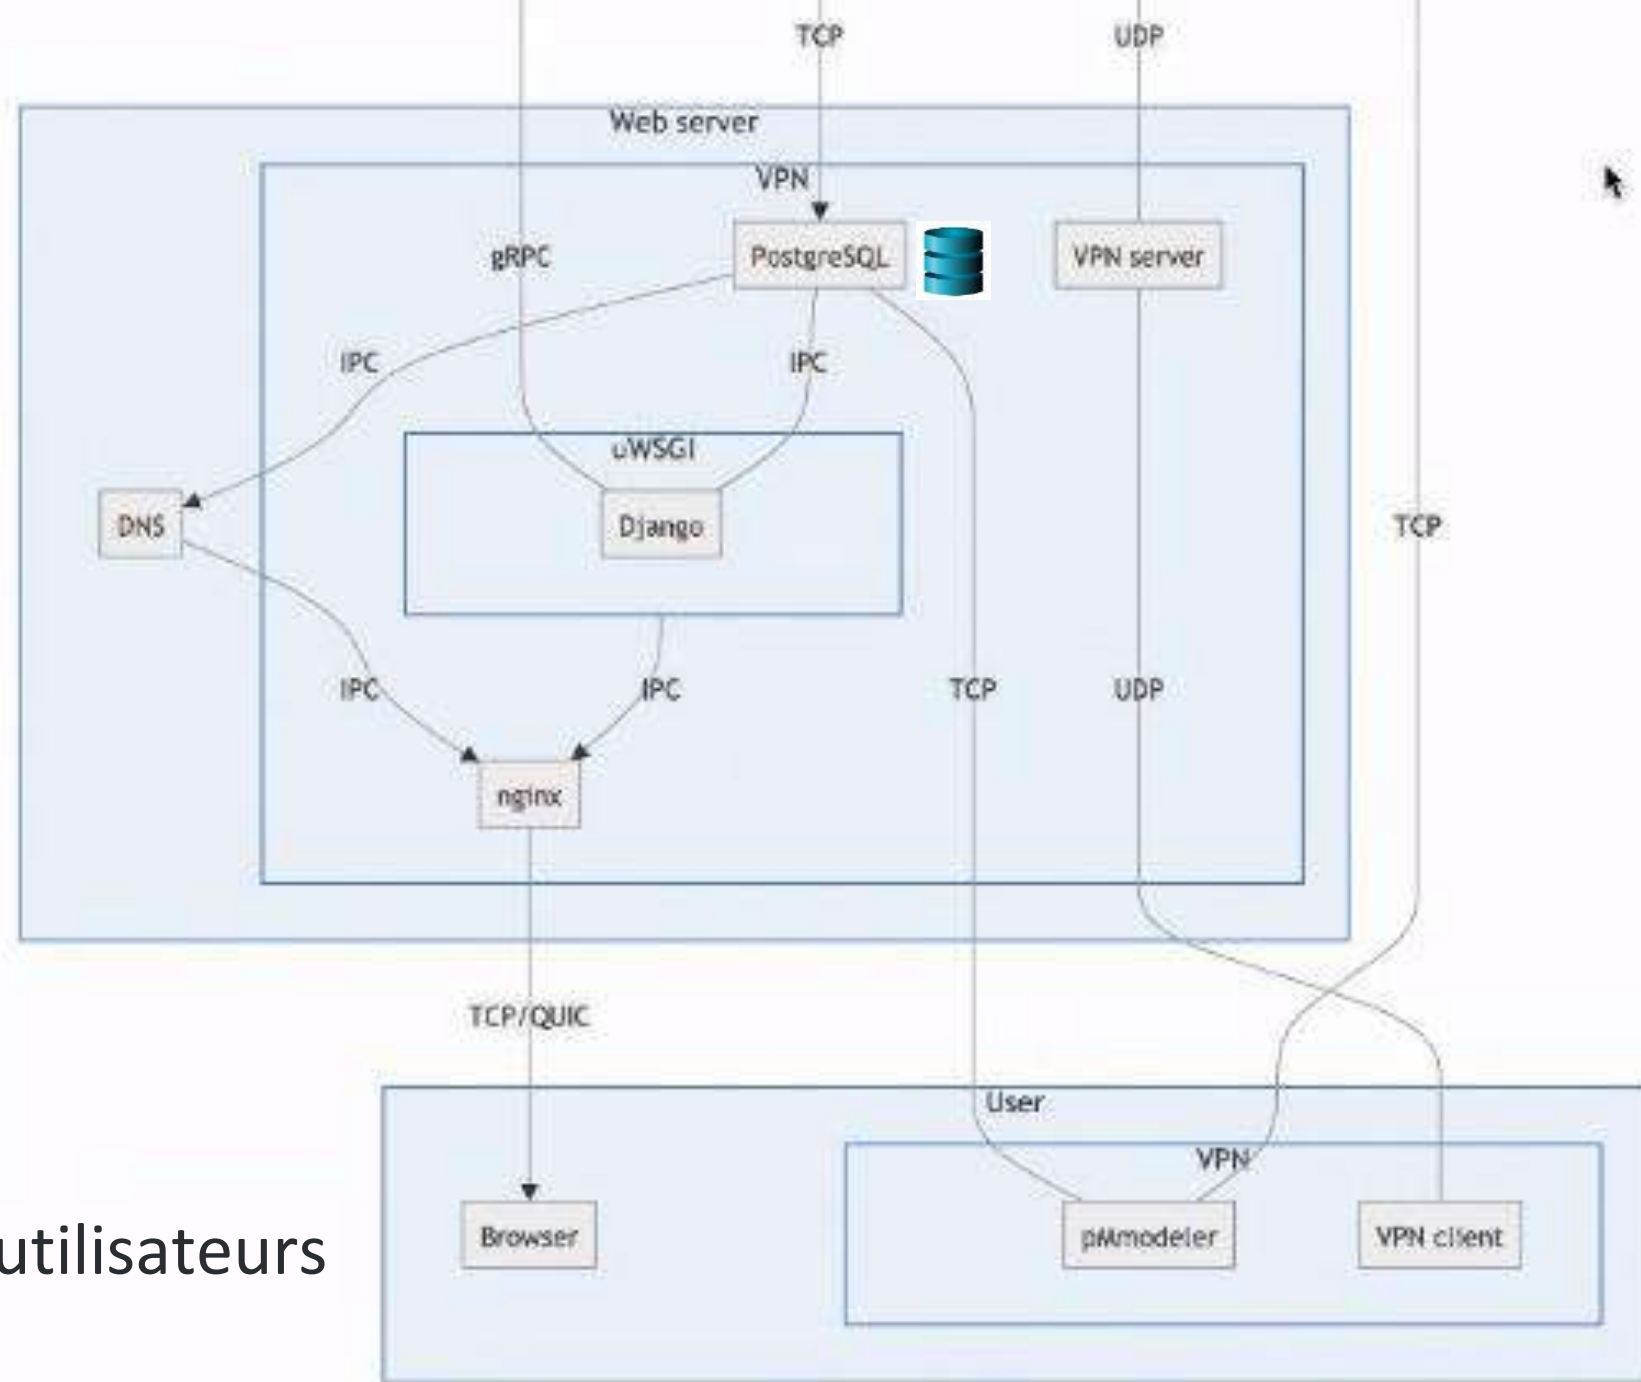 TCP
UDP
Web server
VPN
gRPC
PostgreSQL
VPN server
IPC
IPC
uWSGI
DNS
Django
TCP
IPC
IPC
TCP
UDP
nginx
TCP/QUIC
User
VPN
utilisateurs
Browser
pMmodeler
VPN client